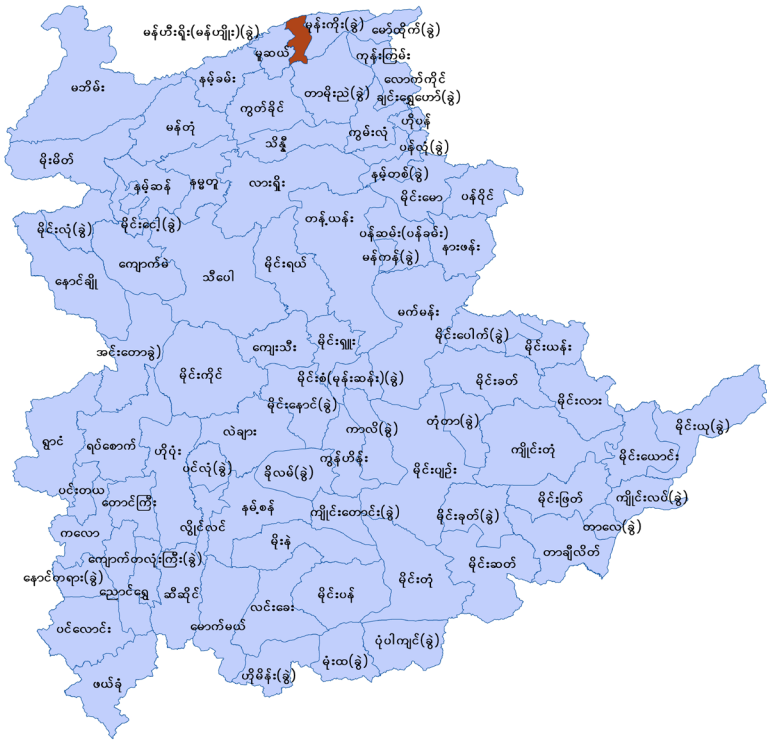 မုန်းကိုး(ခွဲ)
မန်ဟီးရိုး(မန်ဟျိုး)(ခွဲ)
မော်ထိုက်(ခွဲ)
မူဆယ်
ကုန်းကြမ်း
နမ့်ခမ်း
လောက်ကိုင်
မဘိမ်း
တာမိုးညဲ(ခွဲ)
ချင်းရွှေဟော်(ခွဲ)
ကွတ်ခိုင်
ဟိုပန်
မန်တုံ
ကွမ်းလုံ
သိန္နီ
ပန်လုံ(ခွဲ)
မိုးမိတ်
နမ့်တစ်(ခွဲ)
နမ့်ဆန်
နမ္မတူ
လားရှိုး
မိုင်းမော
ပန်ဝိုင်
တန့်ယန်း
မိုင်းငေါ့(ခွဲ)
မိုင်းလုံ(ခွဲ)
ပန်ဆမ်း(ပန်ခမ်း)
နားဖန်း
မန်ကန်(ခွဲ)
ကျောက်မဲ
မိုင်းရယ်
သီပေါ
နောင်ချို
မက်မန်း
မိုင်းပေါက်(ခွဲ)
မိုင်းရှူး
ကျေးသီး
မိုင်းယန်း
အင်းတောခွဲ)
မိုင်းကိုင်
မိုင်းစံ(မုန်းဆန်း)(ခွဲ)
မိုင်းခတ်
မိုင်းလား
မိုင်းနောင်(ခွဲ)
တုံတာ(ခွဲ)
မိုင်းယု(ခွဲ)
ကာလိ(ခွဲ)
လဲချား
ရွာငံ
ရပ်စောက်
ဟိုပုံး
ကျိုင်းတုံ
မိုင်းယောင်း
ကွန်ဟိန်း
ပင်လုံ(ခွဲ)
ခိုလမ်(ခွဲ)
မိုင်းပျဉ်း
ပင်းတယ
တောင်ကြီး
မိုင်းဖြတ်
ကျိုင်းလပ်(ခွဲ)
နမ့်စန်
ကျိုင်းတောင်း(ခွဲ)
မိုင်းခုတ်(ခွဲ)
လွိုင်လင်
တာလေ(ခွဲ)
ကလော
မိုးနဲ
တာချီလိတ်
ကျောက်တလုံးကြီး(ခွဲ)
မိုင်းဆတ်
နောင်တရား(ခွဲ)
မိုင်းတုံ
ညောင်ရွှေ
ဆီဆိုင်
မိုင်းပန်
လင်းခေး
ပင်လောင်း
မောက်မယ်
ပုံပါကျင်(ခွဲ)
မုံးထ(ခွဲ)
ဟိုမိန်း(ခွဲ)
ဖယ်ခုံ